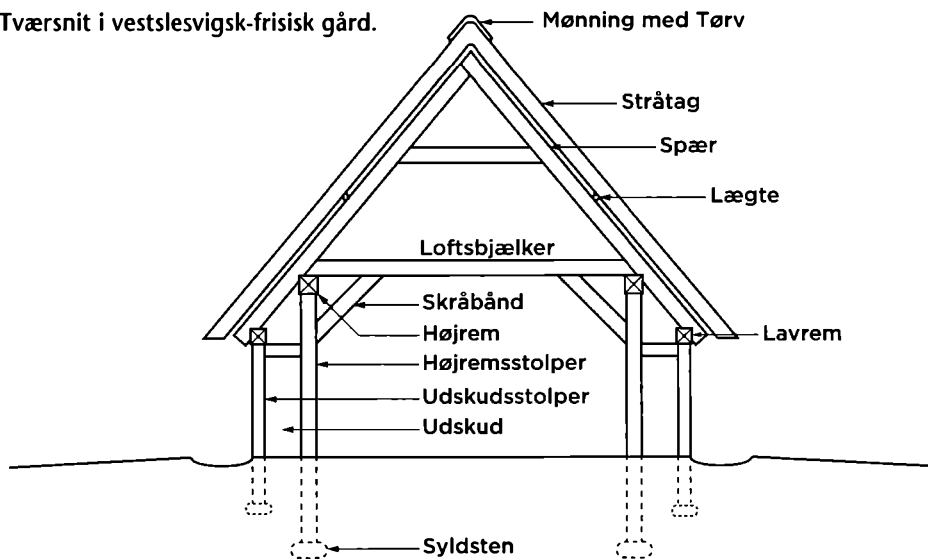 Tværsnit i vestslesvigsk-frisisk gård.
Mønning med Tørv
Stråtag
Spær
Lægte
Loftsbjælker
Skråbånd
Højrem
Lavrem
Højremsstolper
Udskudsstolper
Udskud
Syldsten